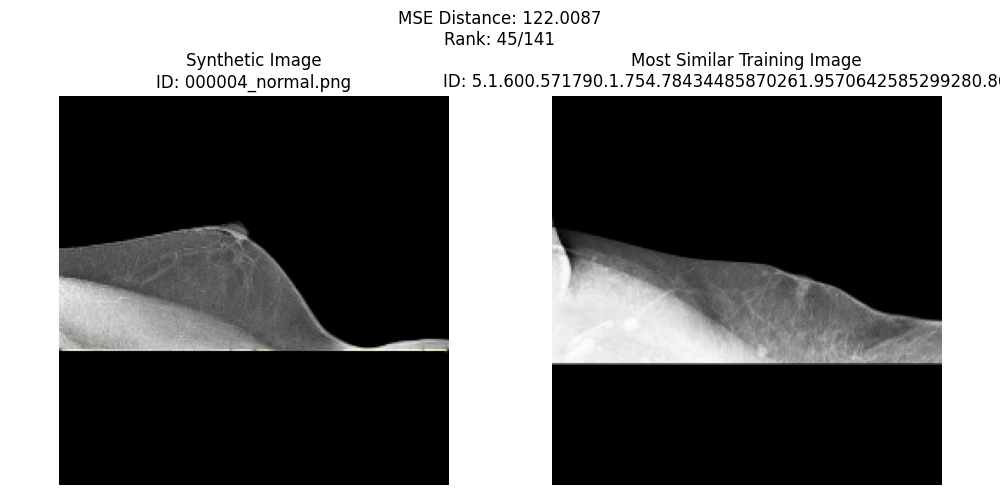 MSE Distance: 122.0087
Rank: 45/141
Synthetic Image
ID: 000004_normal.png
Most Similar Training Image
ID: 5.1.600.571790.1.754.78434485870261.9570642585299280.8